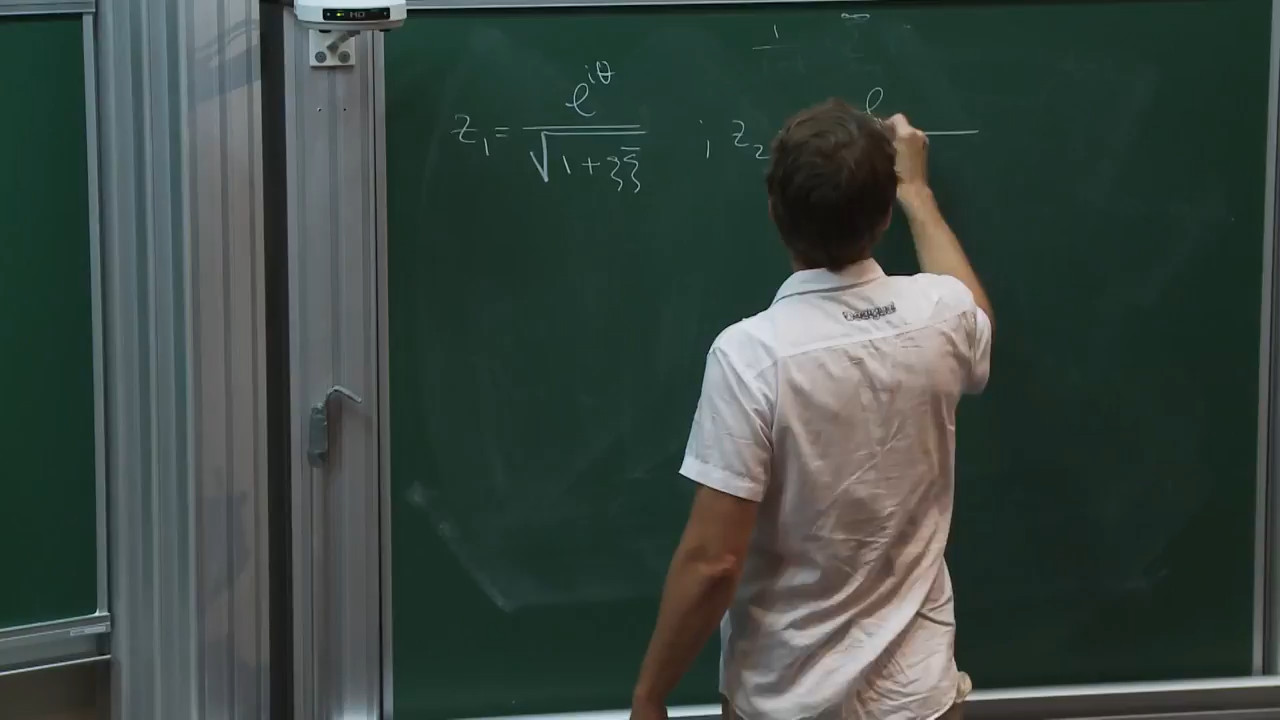 z₁ = e^{iθ} / √(1 + ξξ̄) ; z₂ e